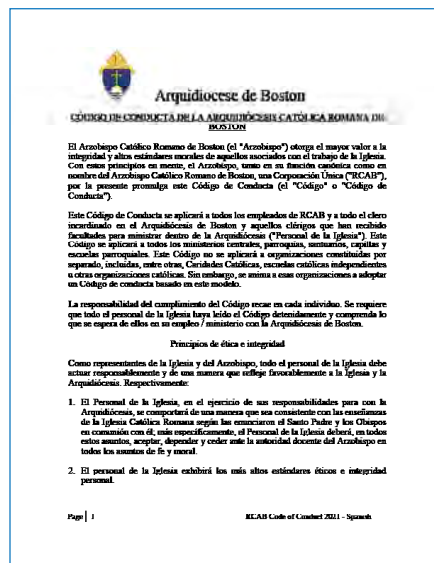 Arquidiocese de Boston
CÓDIGO DE CONDUCTA DE LA ARQUIDIÓCESIS CATÓLICA ROMANA DE
BOSTON
El Arzobispo Católico Romano de Boston (el "Arzobispo") otorga el mayor valor a la
integridad y altos estándares morales de aquellos asociados con el trabajo de la Iglesia.
Con estos principios en mente, el Arzobispo, tanto en su función canónica como en
nombre del Arzobispo Católico Romano de Boston, una Corporación Única ("RCAB"),
por la presente promulga este Código de Conducta (el "Código" o "Código de
Conducta").
Este Código de Conducta se aplicará a todos los empleados de RCAB y a todo el clero
incardinado en el Arquidiócesis de Boston y aquellos clérigos que han recibido
facultades para ministrar dentro de la Arquidiócesis ("Personal de la Iglesia"). Este
Código se aplicará a todos los ministerios centrales, parroquias, santuarios, capillas y
escuelas parroquiales. Este Código no se aplicará a organizaciones constituidas por
separado, incluidas, entre otras, Caridades Católicas, escuelas católicas independientes
u otras organizaciones católicas. Sin embargo, se anima a esas organizaciones a adoptar
un Código de conducta basado en este modelo.
La responsabilidad del cumplimiento del Código recae en cada individuo. Se requiere
que todo el personal de la Iglesia haya leído el Código detenidamente y comprenda lo
que se espera de ellos en su empleo / ministerio con la Arquidiócesis de Boston.
Principios de ética e integridad
Como representantes de la Iglesia y del Arzobispo, todo el personal de la Iglesia debe
actuar responsablemente y de una manera que refleje favorablemente a la Iglesia y la
Arquidiócesis. Respectivamente:
1. El Personal de la Iglesia, en el ejercicio de sus responsabilidades para con la
Arquidiócesis, se comportará de una manera que sea consistente con las enseñanzas
de la Iglesia Católica Romana según las enunciaron el Santo Padre y los Obispos
en comunión con él; más específicamente, el Personal de la Iglesia deberá, en todos
estos asuntos, aceptar, depender y ceder ante la autoridad docente del Arzobispo en
todos los asuntos de fe y moral.
2. El personal de la Iglesia exhibirá los más altos estándares éticos e integridad
personal.
Page | 1 RCAB Code of Conduct 2021 - Spanish